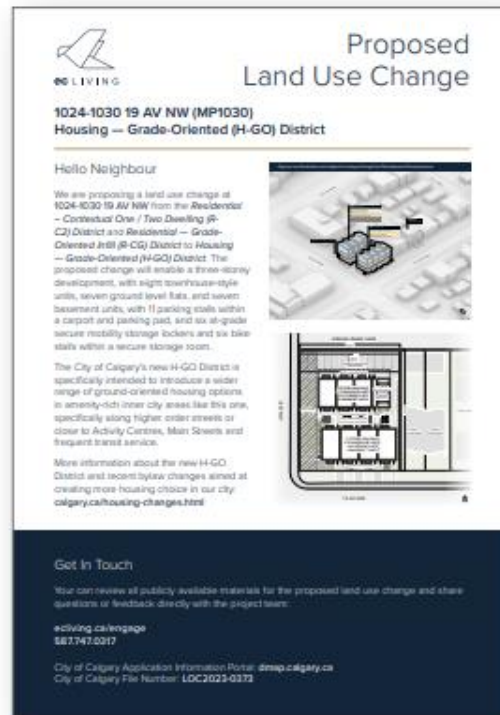 Proposed
Land Use Change
ec LIVING
1024-1030 19 AV NW (MP1030)
Housing — Grade-Oriented (H-GO) District
Hello Neighbour
We are proposing a land use change at
1024-1030 19 AV NW from the Residential
– Contextual One / Two Dwelling (R-
C2) District and Residential — Grade-
Oriented Infill (R-CG) District to Housing
— Grade-Oriented (H-GO) District. The
proposed change will enable a three-storey
development, with eight townhouse-style
units, seven ground level flats, and seven
basement units, with 11 parking stalls within
a carport and parking pad, and six at-grade
secure mobility storage lockers and six bike
stalls within a secure storage room.
The City of Calgary's new H-GO District is
specifically intended to introduce a wider
range of ground-oriented housing options
in amenity-rich inner city areas like this one,
specifically along higher order streets or
close to Activity Centres, Main Streets and
frequent transit service.
More information about the new H-GO
District and recent bylaw changes aimed at
creating more housing choice in our city:
calgary.ca/housing-changes.html
Get In Touch
Your can review all publicly available materials for the proposed land use change and share
questions or feedback directly with the project team:
ecliving.ca/engage
587.747.0317
City of Calgary Application Information Portal: dmap.calgary.ca
City of Calgary File Number: LOC2023-0373